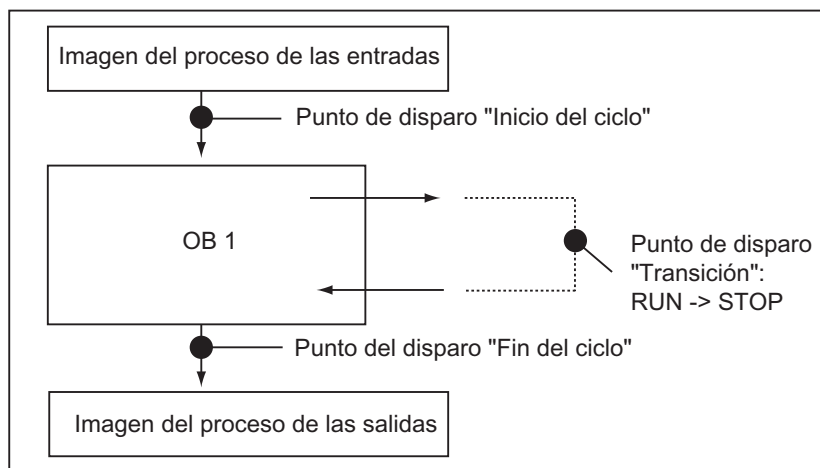 Imagen del proceso de las entradas
Punto de disparo "Inicio del ciclo"
OB 1
Punto de disparo
"Transición":
RUN -> STOP
Punto del disparo "Fin del ciclo"
Imagen del proceso de las salidas